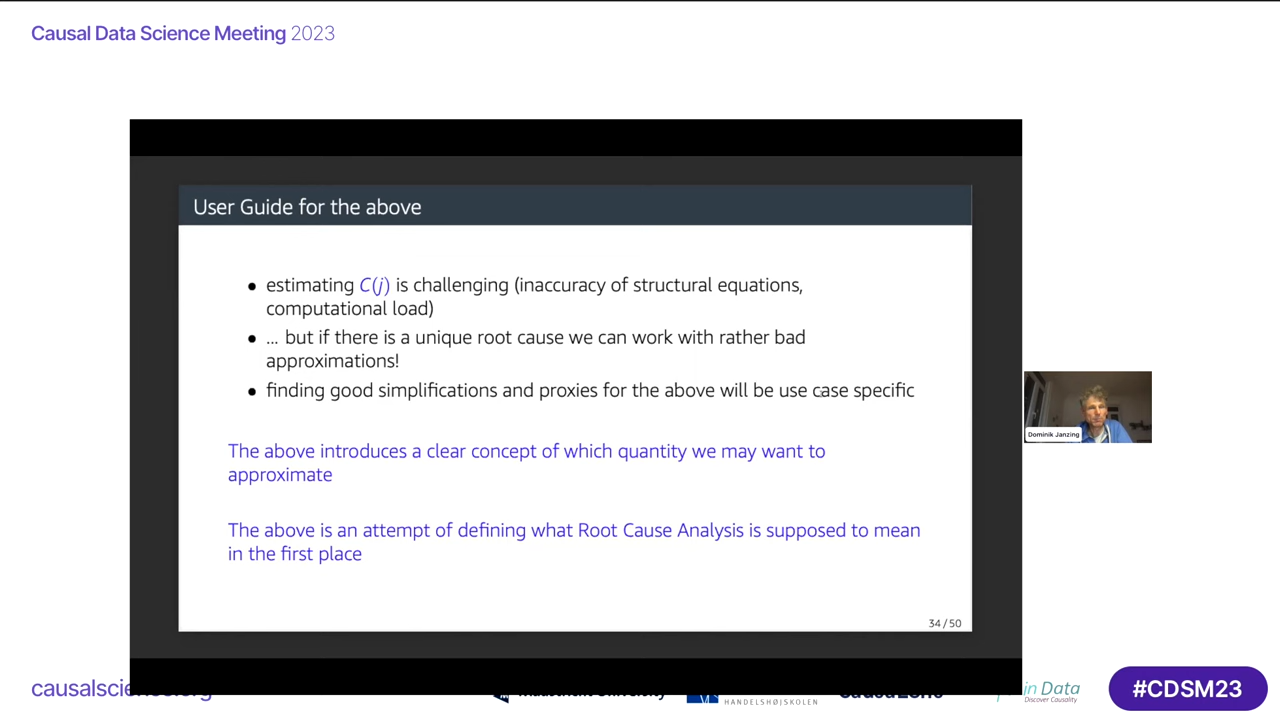 Causal Data Science Meeting 2023
User Guide for the above
• estimating C(j) is challenging (inaccuracy of structural equations,
computational load)
• ... but if there is a unique root cause we can work with rather bad
approximations!
• finding good simplifications and proxies for the above will be use case specific
The above introduces a clear concept of which quantity we may want to
approximate
The above is an attempt of defining what Root Cause Analysis is supposed to mean
in the first place
34 / 50
Dominik Janzing
HANDELSHØJSKOLEN
in Data
Discover Causality
#CDSM23